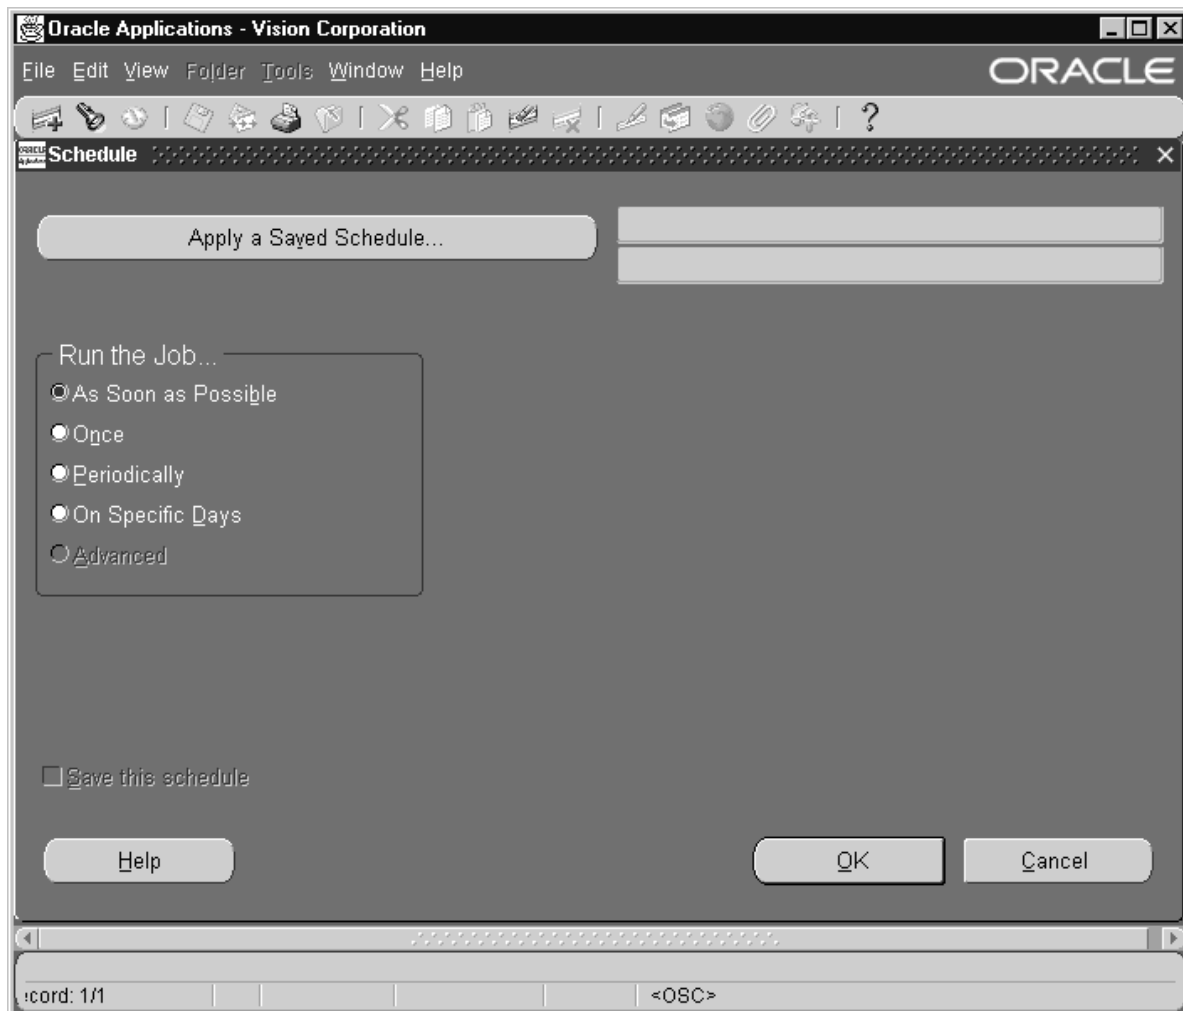 Oracle Applications - Vision Corporation
File Edit View Folder Tools Window Help
ORACLE
?
Schedule
Apply a Saved Schedule...
Run the Job...
As Soon as Possible
Once
Periodically
On Specific Days
Advanced
Save this schedule
Help OK Cancel
cord: 1/1 <OSC>